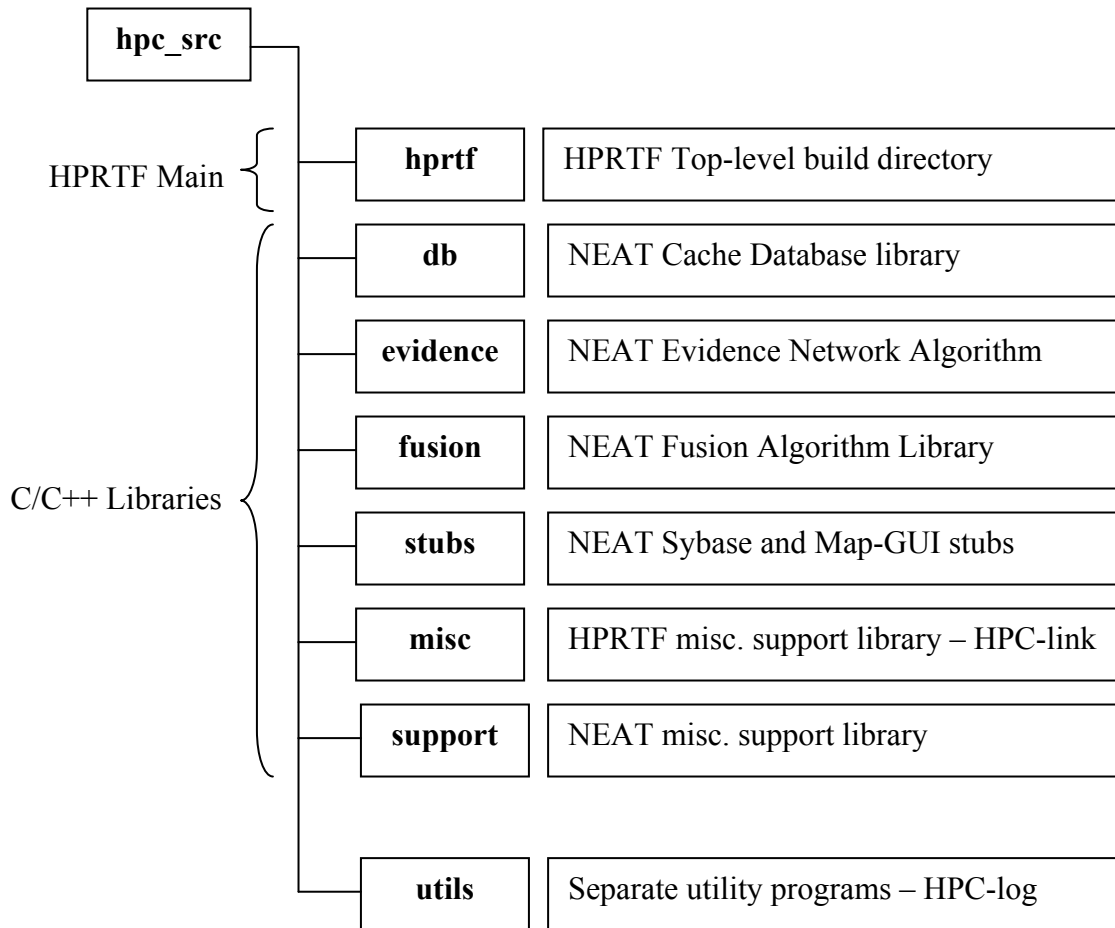 hpc_src
HPRTF Main
hprtf
HPRTF Top-level build directory
db
NEAT Cache Database library
evidence
NEAT Evidence Network Algorithm
fusion
NEAT Fusion Algorithm Library
C/C++ Libraries
stubs
NEAT Sybase and Map-GUI stubs
misc
HPRTF misc. support library – HPC-link
support
NEAT misc. support library
utils
Separate utility programs – HPC-log